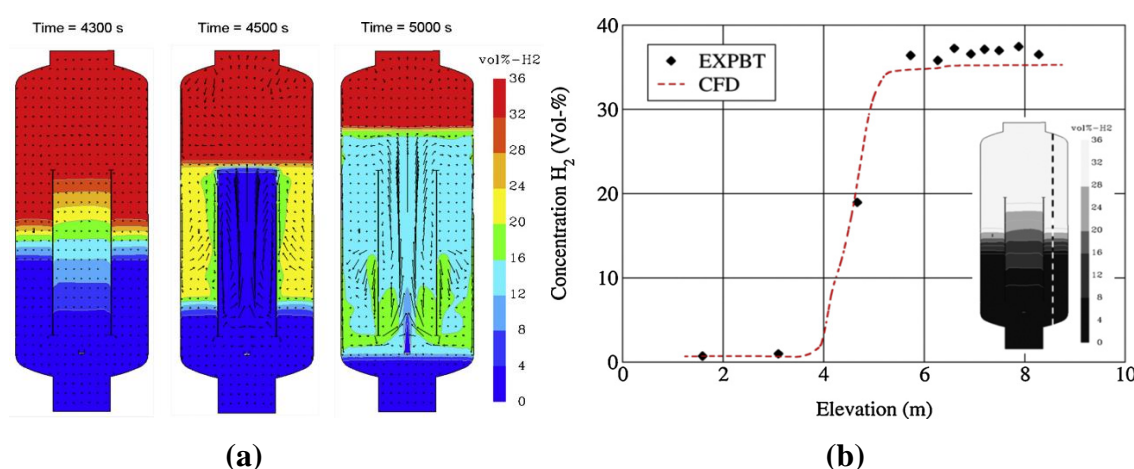 Time = 4300 s
Time = 4500 s
Time = 5000 s
vol%-H2
36
32
28
24
20
16
12
8
4
0
(a)
Concentration H2 (Vol-%)
40
30
20
10
0
EXPBT
CFD
vol%-H2
36
28
20
16
12
8
4
0
0 2 4 6 8 10
Elevation (m)
(b)